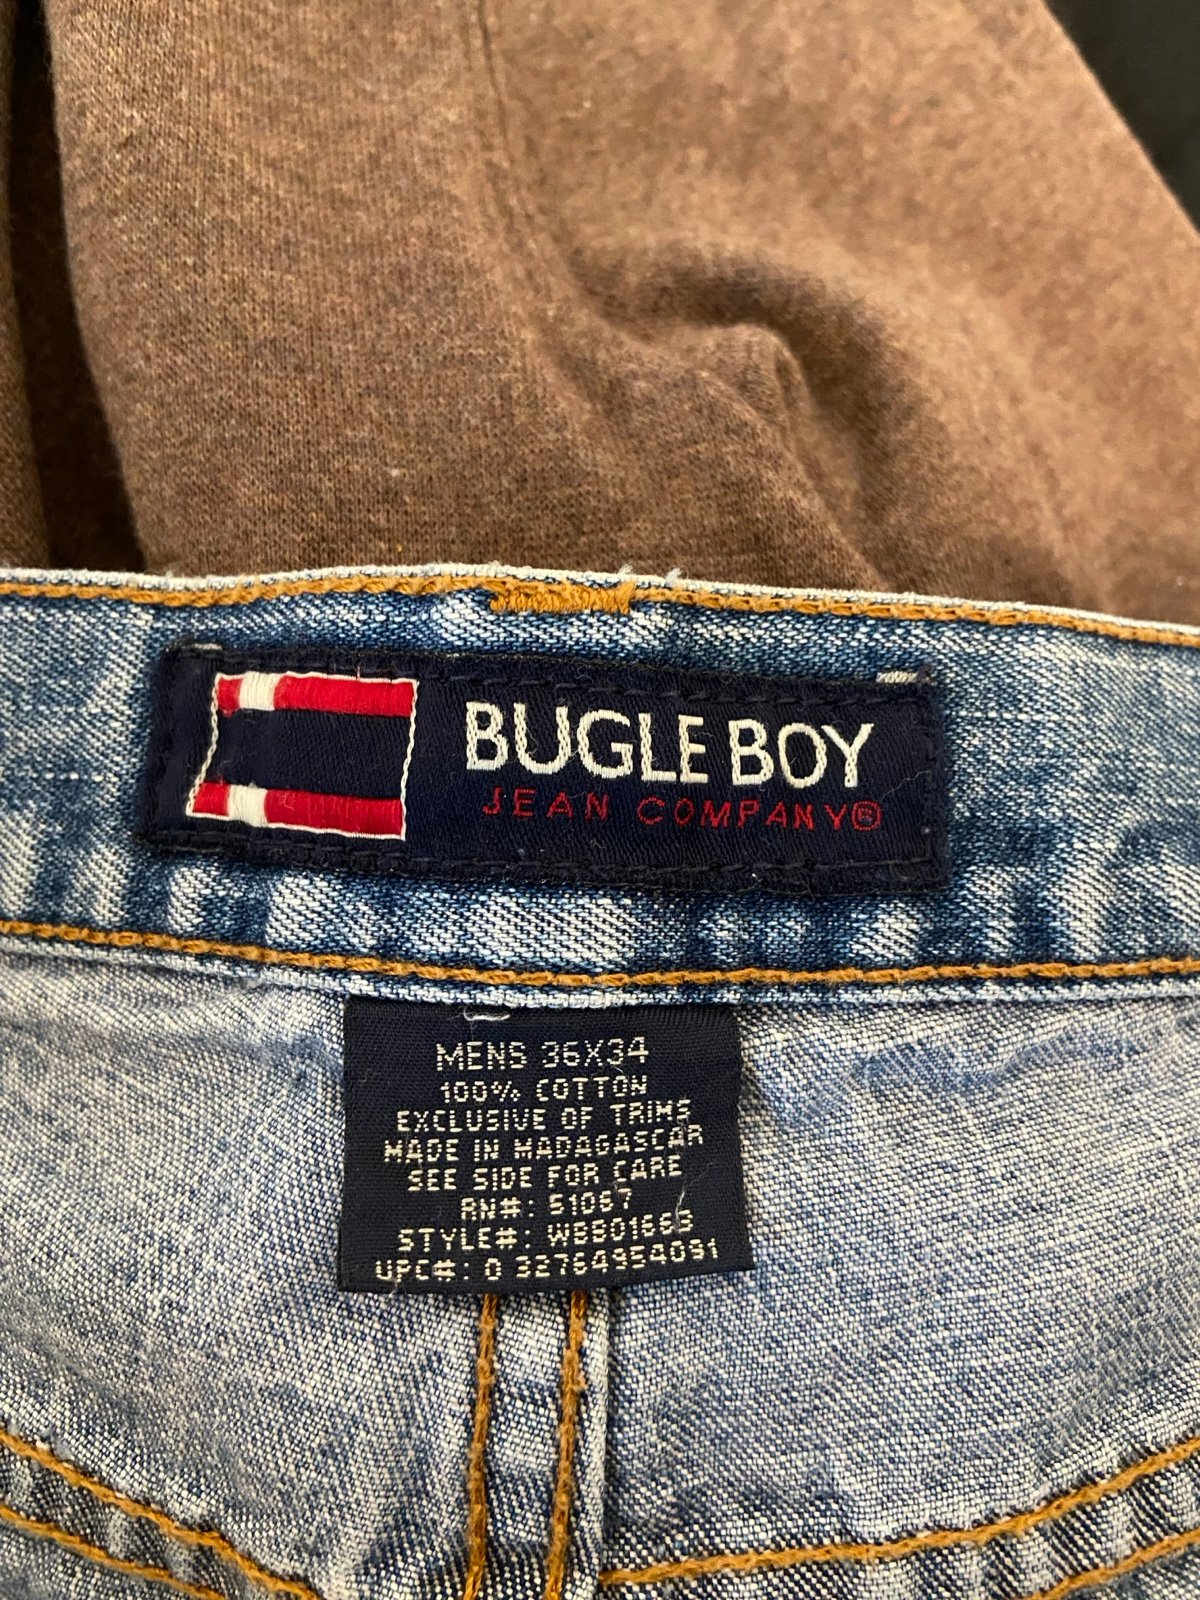 BUGLE BOY
JEAN COMPANY®
MENS 36X34
100% COTTON
EXCLUSIVE OF TRIMS
MADE IN MADAGASCAR
SEE SIDE FOR CARE
RN#: 51067
STYLE#:
UPC#: 0 32764954091